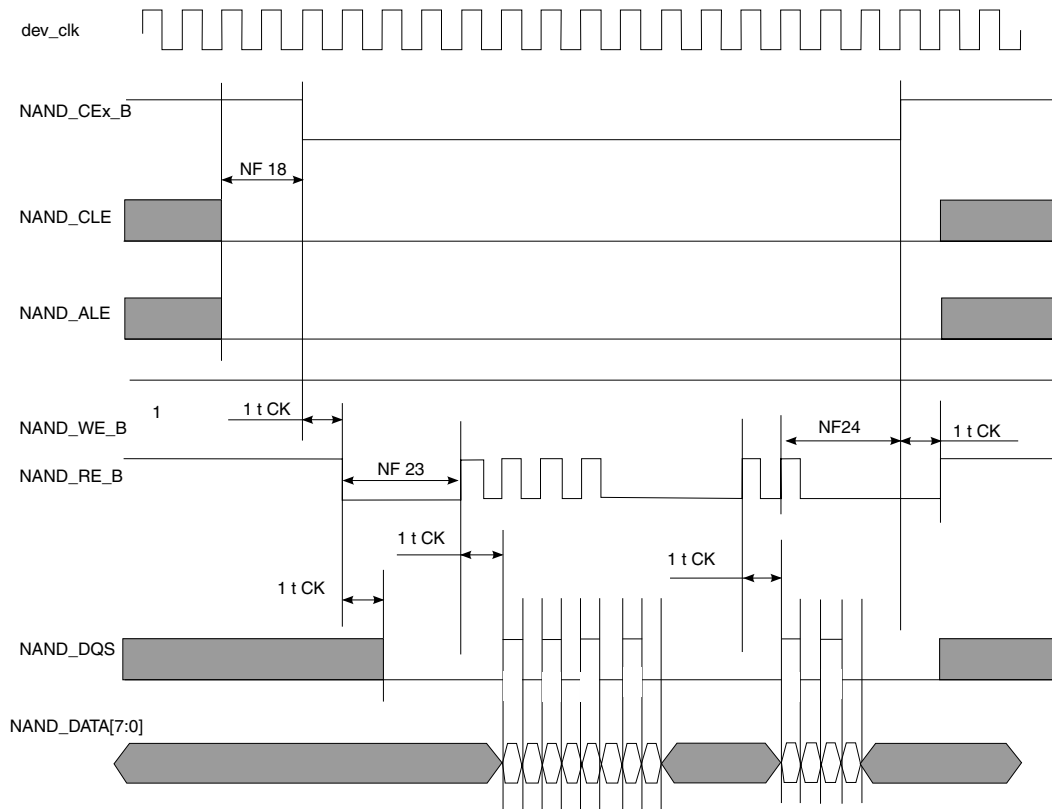 dev_clk
NAND_CEx_B
NF 18
NAND_CLE
NAND_ALE
1
1 t CK
NAND_WE_B
NF24
1 t CK
NAND_RE_B
NF 23
1 t CK
1 t CK
1 t CK
NAND_DQS
NAND_DATA[7:0]